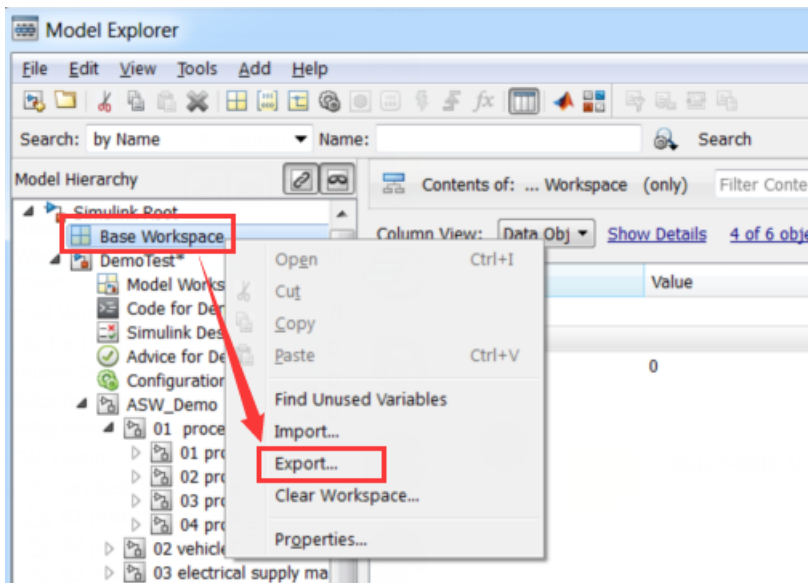 Model Explorer
File Edit View Tools Add Help
Search: by Name Name: Search
Model Hierarchy
Contents of: ... Workspace (only) Filter Conte
Simulink Root
Column View: Data Obj Show Details 4 of 6 obje
Base Workspace
DemoTest*
Open Ctrl+I
Value
Model Works
Cut
Code for De
Copy
Simulink Des
Advice for De
Paste Ctrl+V
0
Configuration
Find Unused Variables
ASW_Demo
01 proce
Import...
01 pro
Export...
02 pro
03 pro
Clear Workspace...
04 pro
Properties...
02 vehicle
03 electrical supply ma